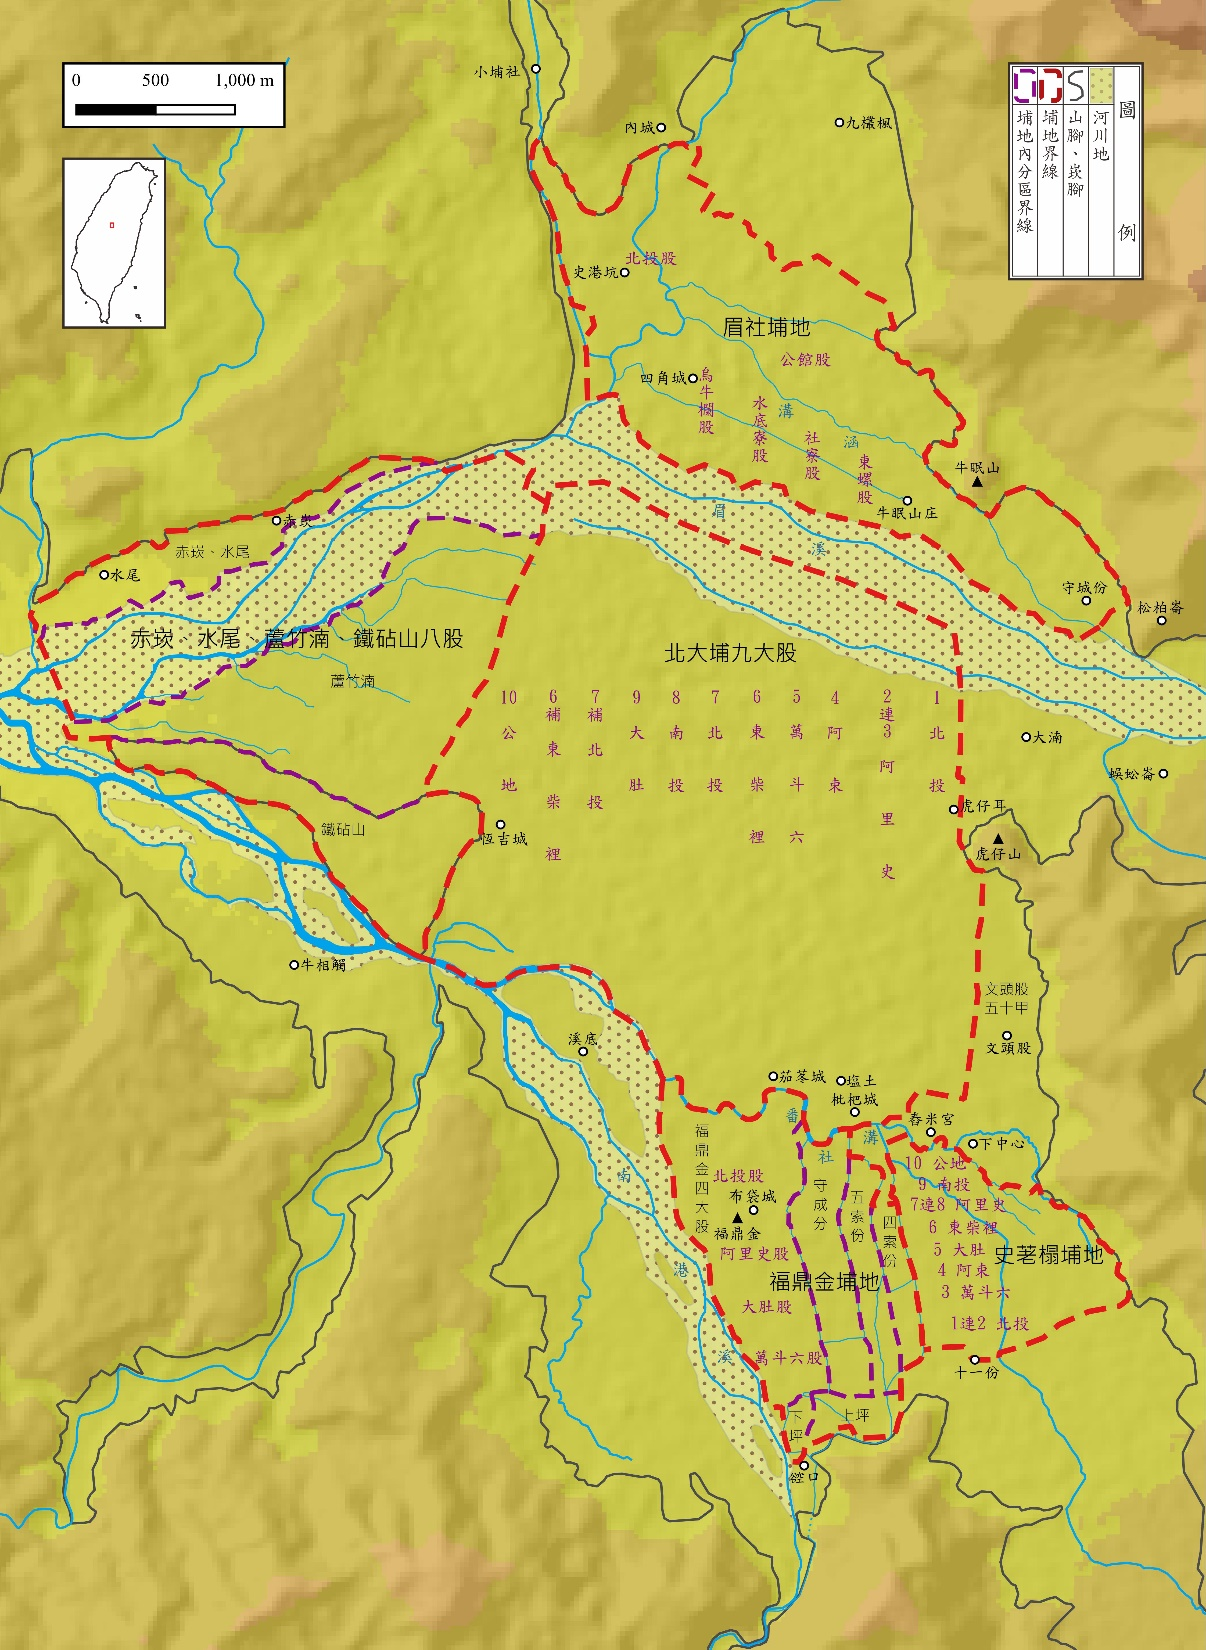 0 500 1,000 m
圖例
河川地
山腳、崁腳
埔地界線
埔地內分區界線
小埔社
內城
九欉楓
北投股
史港坑
眉社埔地
公館股
四角城
烏牛欄股
水底寮股
溝
社寮股
涵
東螺股
牛眠山
牛眠山庄
眉
溪
守城份
松柏崙
赤崁
赤崁、水尾
水尾
赤崁、水尾、蘆竹湳、鐵砧山八股
蘆竹湳
鐵砧山
北大埔九大股
10 公地
6 補東柴裡
7 補北投
9 大肚
8 南投
7 北投
6 東柴裡
5 萬斗六
4 阿東
2連3 阿里史
1 北投
大湳
蜈蚣崙
虎仔耳
虎仔山
恆吉城
牛相觸
溪底
文頭股五十甲
文頭股
茄苳城
塩土
枇杷城
舂米宮
下中心
番
社
溝
福鼎金四大股
北投股
布袋城
福鼎金
阿里史股
大肚股
萬斗六股
守成分
五索份
四索份
福鼎金埔地
10 公地
9 南投
7連8 阿里史
6 東柴裡
5 大肚
4 阿東
3 萬斗六
1連2 北投
史荖榻埔地
十一份
南
港
溪
下坪
上坪